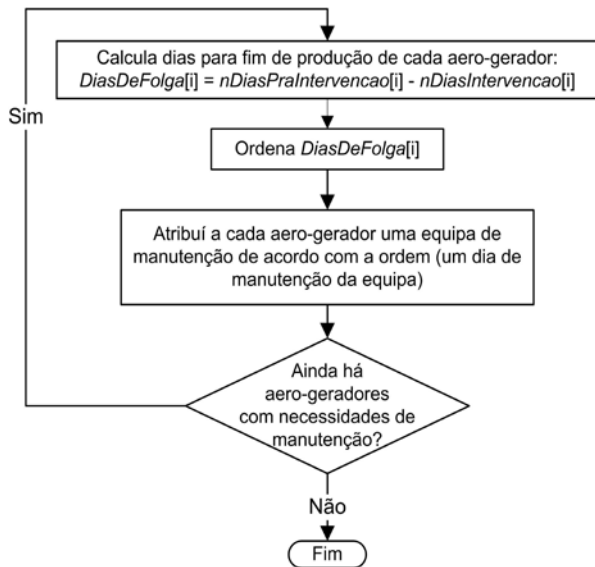 Calcula dias para fim de produção de cada aero-gerador:
DiasDeFolga[i] = nDiasPraIntervencao[i] - nDiasIntervencao[i]
Sim
Ordena DiasDeFolga[i]
Atribuí a cada aero-gerador uma equipa de
manutenção de acordo com a ordem (um dia de
manutenção da equipa)
Ainda há
aero-geradores
com necessidades de
manutenção?
Não
Fim